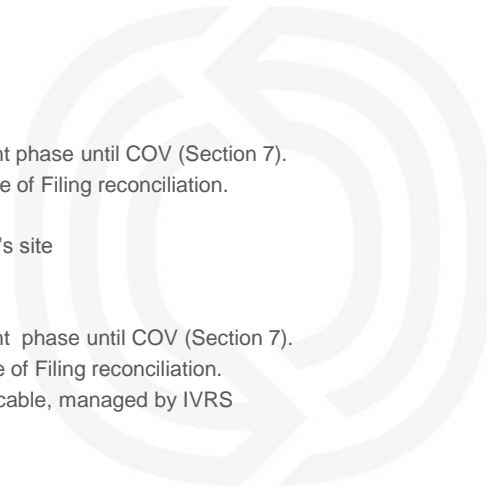 nt phase until COV (Section 7).
e of Filing reconciliation.
's site
nt phase until COV (Section 7).
e of Filing reconciliation.
cable, managed by IVRS